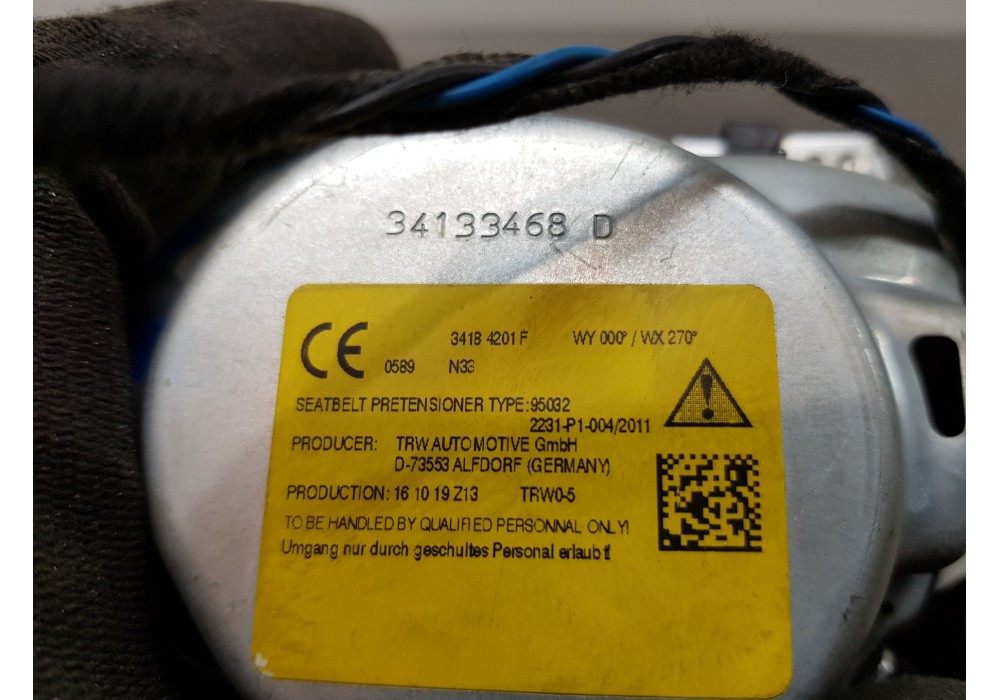 34133468 D
CE 3418 4201 F WY 000° / WX 270°
0589 N33
SEATBELT PRETENSIONER TYPE: 95032
2231-P1-004/2011
PRODUCER: TRW AUTOMOTIVE GmbH
D-73553 ALFDORF (GERMANY)
PRODUCTION: 16 10 19 Z13 TRW0-5
TO BE HANDLED BY QUALIFIED PERSONNAL ONLY!
Umgang nur durch geschultes Personal erlaubt!